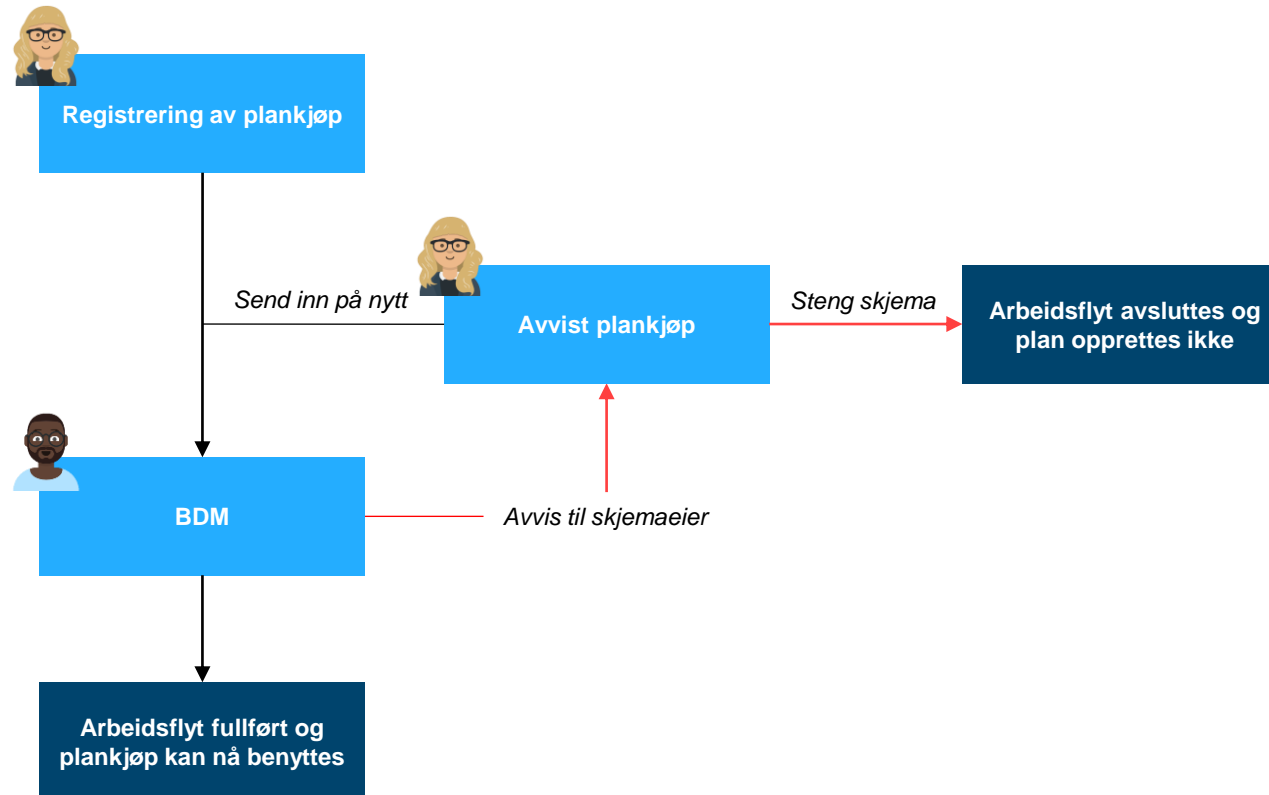 Registrering av plankjøp
Send inn på nytt
Avvist plankjøp
Steng skjema
Arbeidsflyt avsluttes og
plan opprettes ikke
BDM
Avvis til skjemaeier
Arbeidsflyt fullført og
plankjøp kan nå benyttes